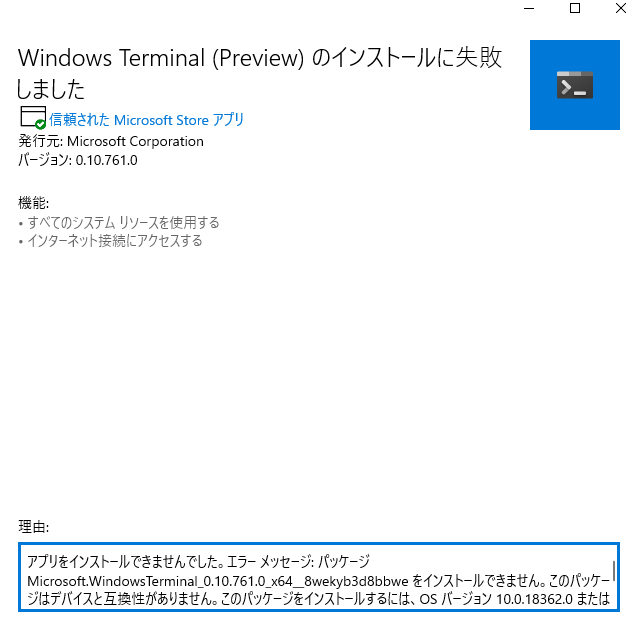 Windows Terminal (Preview) のインストールに失敗
しました
信頼された Microsoft Store アプリ
発行元: Microsoft Corporation
バージョン: 0.10.761.0
機能:
• すべてのシステム リソースを使用する
• インターネット接続にアクセスする
理由:
アプリをインストールできませんでした。エラー メッセージ: パッケージ
Microsoft.WindowsTerminal_0.10.761.0_x64__8wekyb3d8bbwe をインストールできません。このパッケー
ジはデバイスと互換性がありません。このパッケージをインストールするには、OS バージョン 10.0.18362.0 または